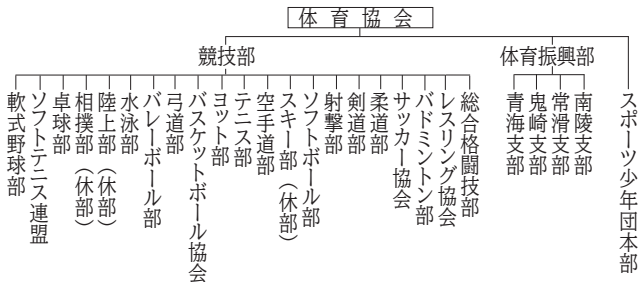 体育協会
競技部
体育振興部
軟式野球部
ソフトテニス連盟
卓球部
相撲部（休部）
陸上部（休部）
水泳部
バレーボール部
弓道部
バスケットボール協会
ヨット部
テニス部
空手道部
スキー部（休部）
ソフトボール部
射撃部
剣道部
柔道部
サッカー協会
バドミントン部
レスリング協会
総合格闘技部
青海支部
鬼崎支部
常滑支部
南陵支部
スポーツ少年団本部